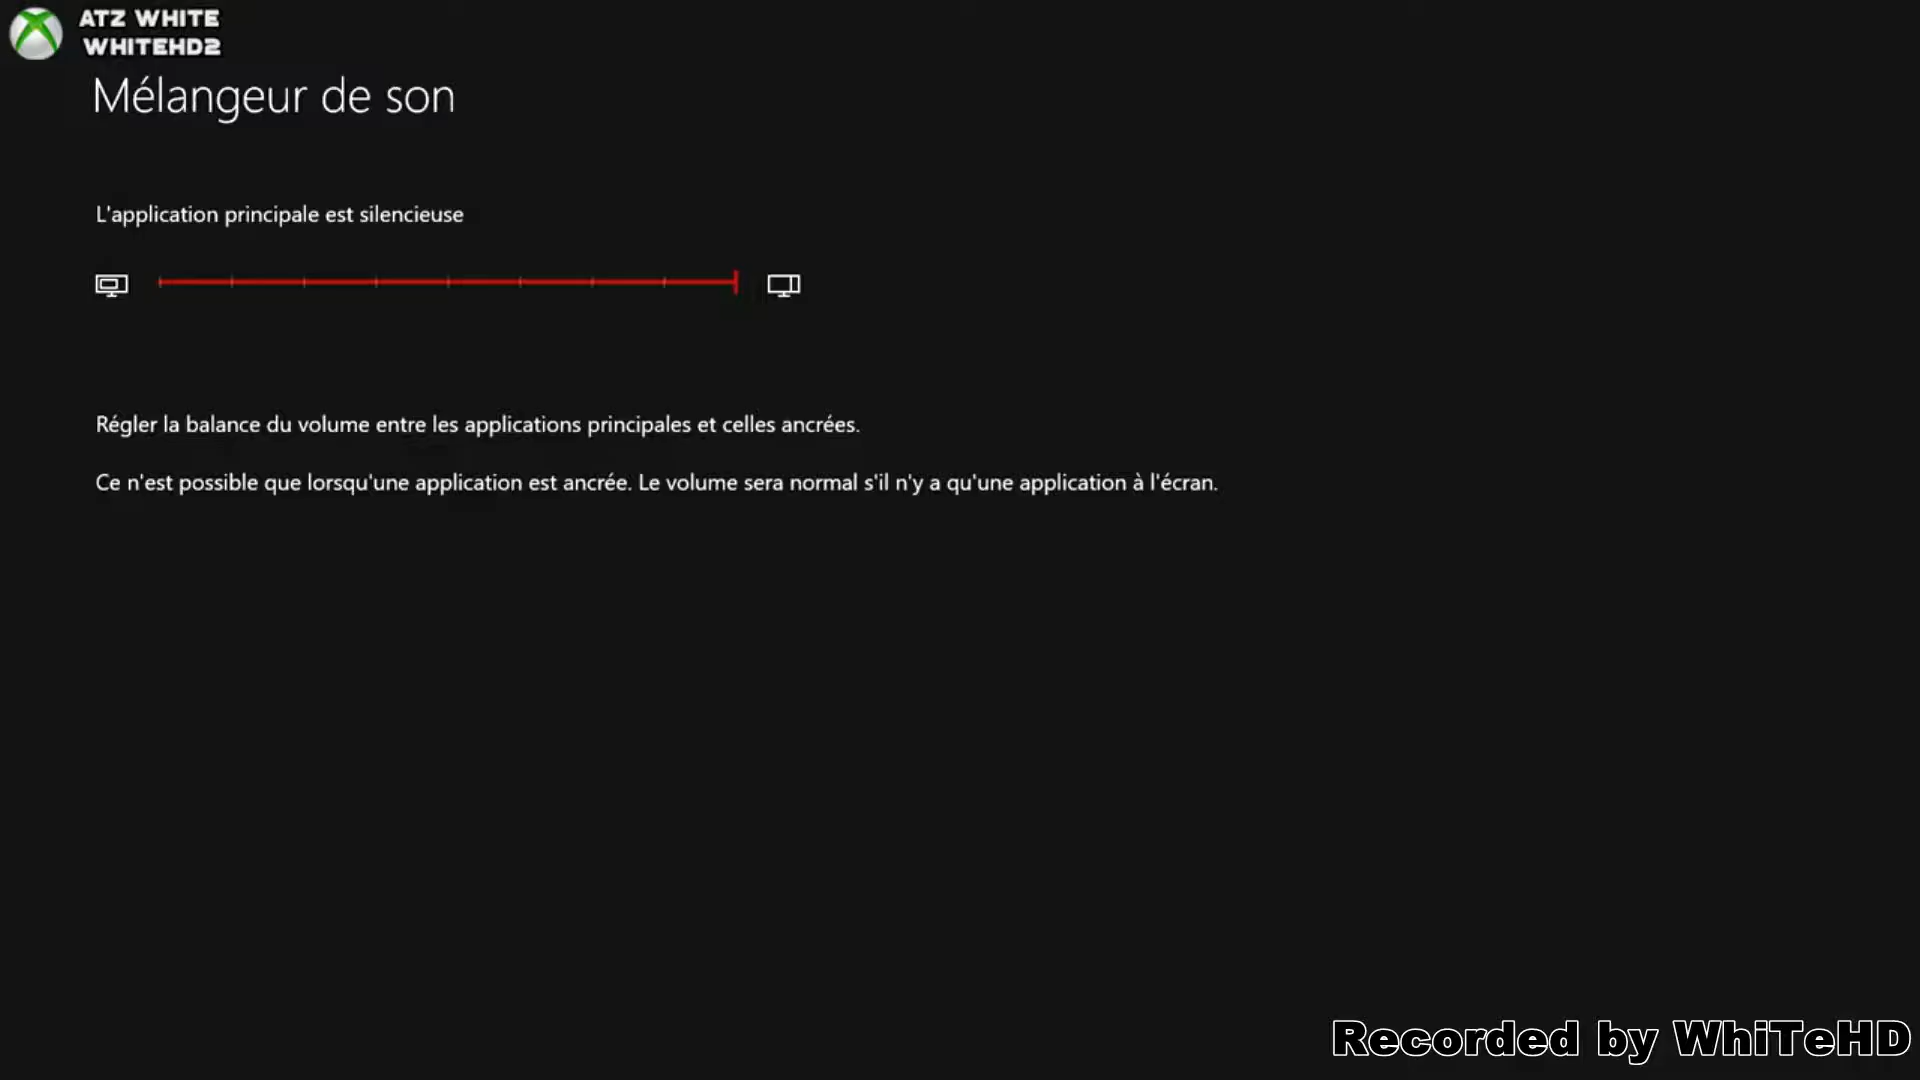 ATZ WHITE
WHITEHD2
Mélangeur de son
L'application principale est silencieuse
Régler la balance du volume entre les applications principales et celles ancrées.
Ce n'est possible que lorsqu'une application est ancrée. Le volume sera normal s'il n'y a qu'une application à l'écran.
Recorded by WhiTeHD